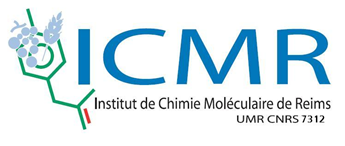 ICMR
Institut de Chimie Moléculaire de Reims
UMR CNRS 7312